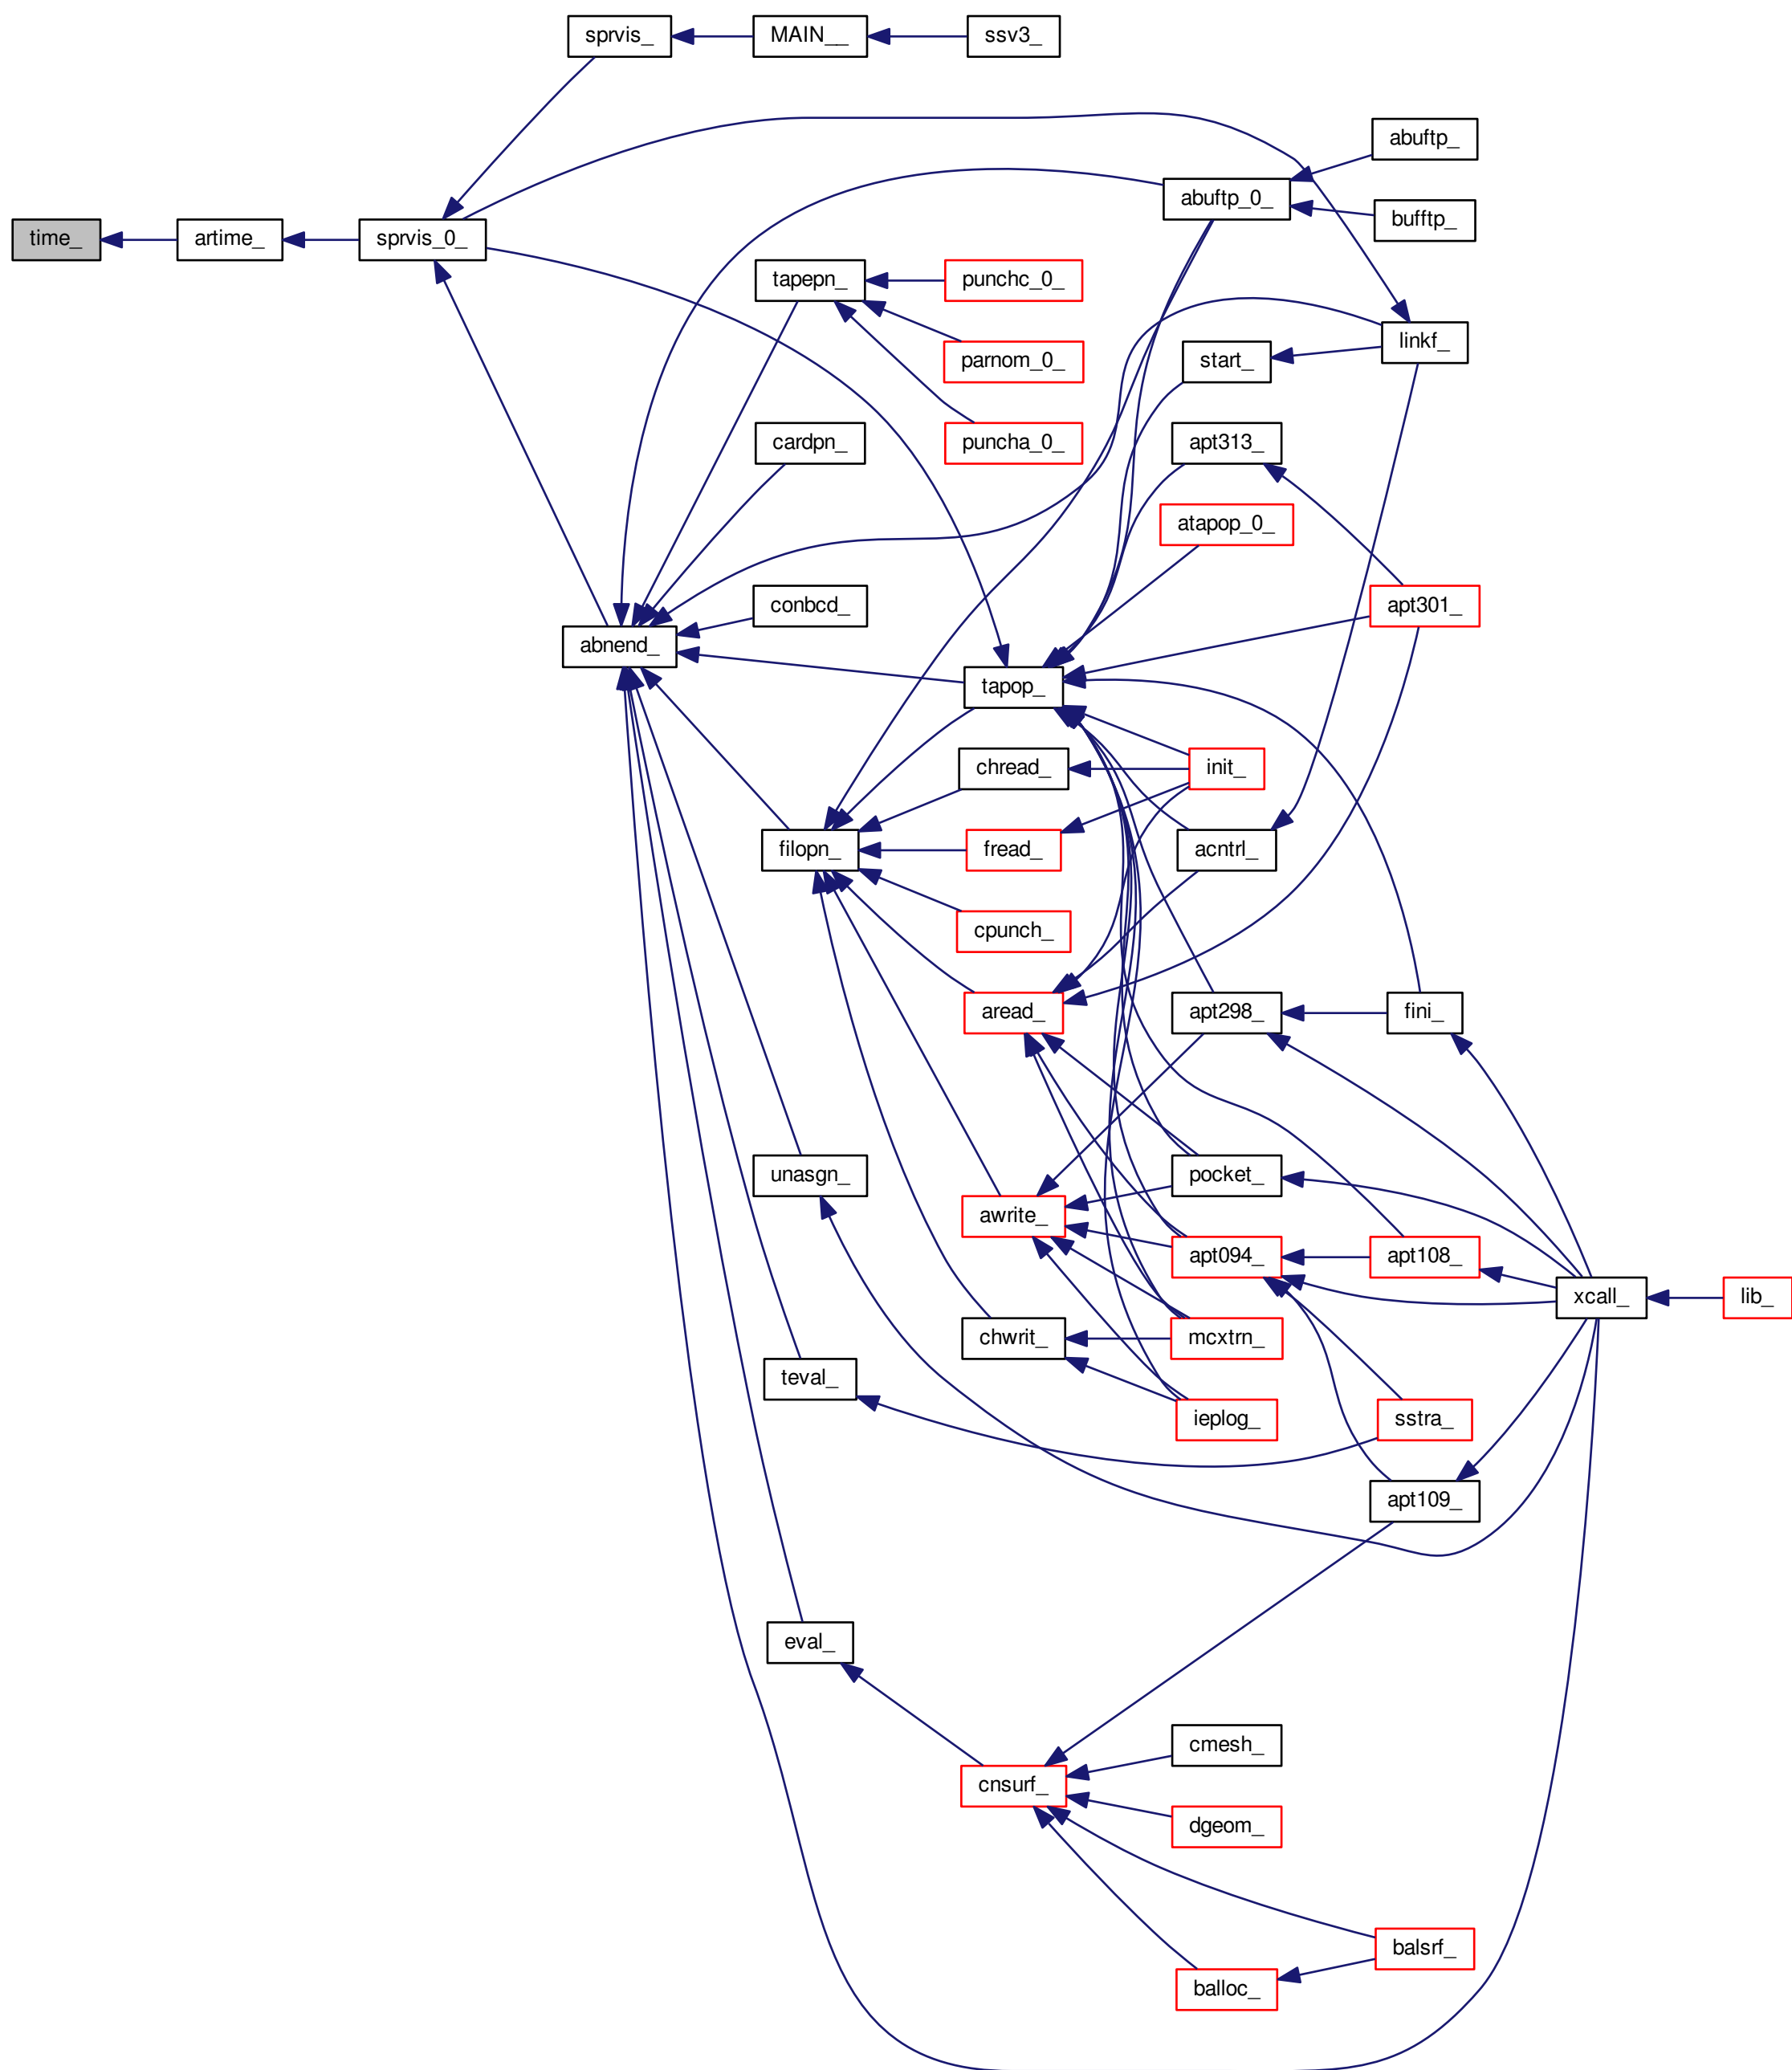 sprvis_
MAIN__
ssv3_
abuftp_
abuftp_0_
bufftp_
time_
artime_
sprvis_0_
tapepn_
punchc_0_
linkf_
start_
parnom_0_
cardpn_
puncha_0_
apt313_
atapop_0_
conbcd_
apt301_
abnend_
tapop_
chread_
init_
filopn_
fread_
acntrl_
cpunch_
aread_
apt298_
fini_
unasgn_
pocket_
awrite_
apt094_
apt108_
xcall_
lib_
chwrit_
mcxtrn_
teval_
ieplog_
sstra_
apt109_
eval_
cmesh_
cnsurf_
dgeom_
balsrf_
balloc_